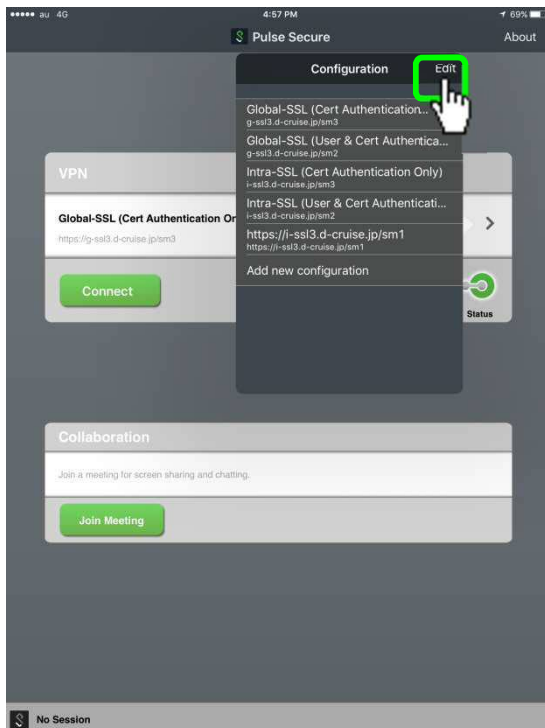 au 4G
4:57 PM
69%
Pulse Secure
About
Configuration
Edit
Global-SSL (Cert Authentication...
g-ssl3.d-cruise.jp/sm3
Global-SSL (User & Cert Authentica...
g-ssl3.d-cruise.jp/sm2
Intra-SSL (Cert Authentication Only)
i-ssl3.d-cruise.jp/sm3
Intra-SSL (User & Cert Authenticati...
i-ssl3.d-cruise.jp/sm2
https://i-ssl3.d-cruise.jp/sm1
https://i-ssl3.d-cruise.jp/sm1
Add new configuration
VPN
Global-SSL (Cert Authentication Or
https://g-ssl3.d-cruise.jp/sm3
Connect
Status
Collaboration
Join a meeting for screen sharing and chatting.
Join Meeting
No Session